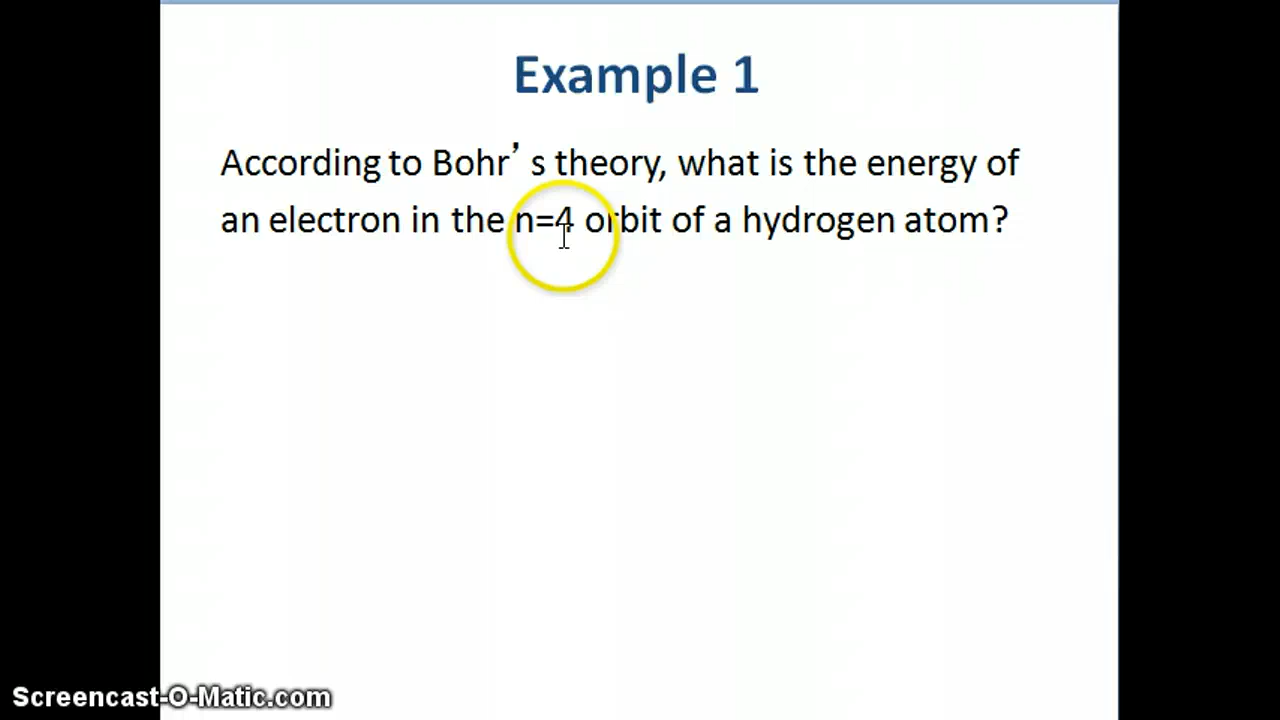 Example 1
According to Bohr’s theory, what is the energy of
an electron in the n=4 orbit of a hydrogen atom?
Screencast-O-Matic.com